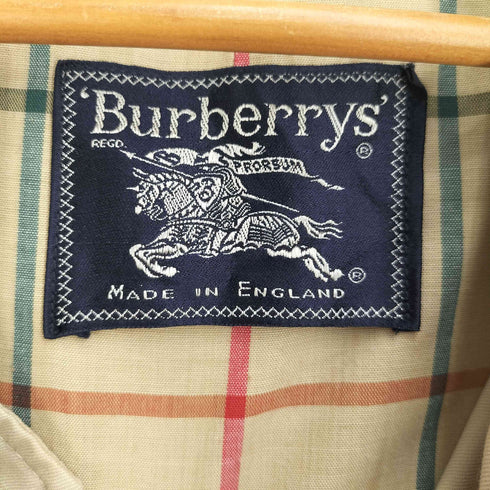 'Burberrys'
REGD.
®
PRORSUM
®
MADE IN ENGLAND